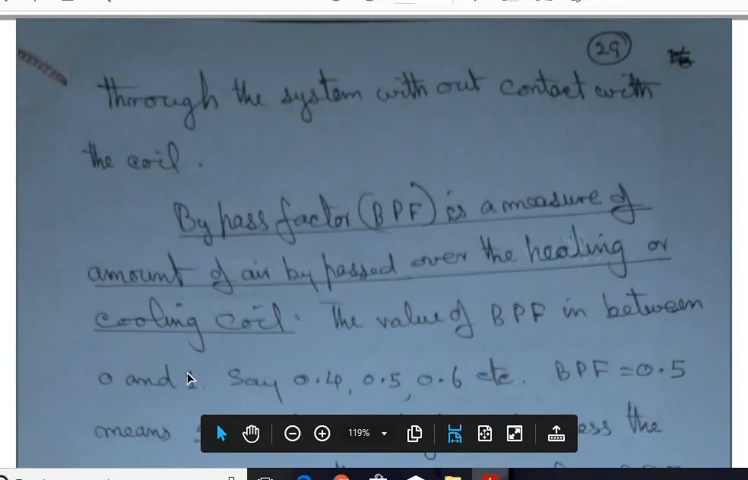 29
through the system with out contact with
the coil.
By pass factor (BPF) is a measure of
amount of air by passed over the heating or
cooling coil. The value of BPF in between
0 and Say 0.4, 0.5, 0.6 etc. BPF = 0.5
means
119%
ess the